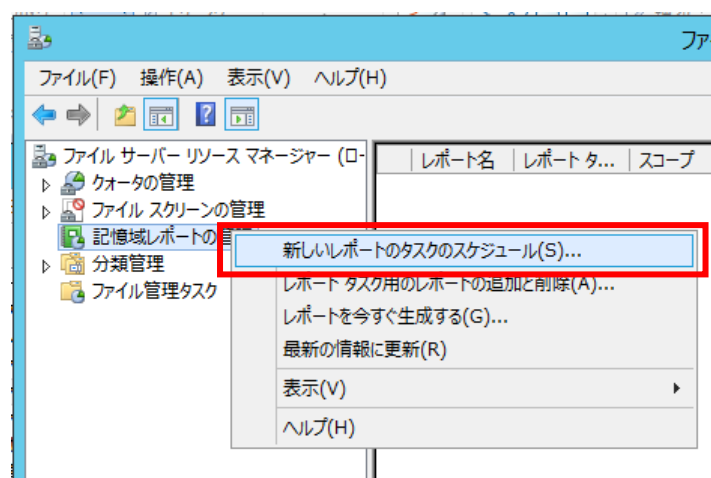 ファ
ファイル(F) 操作(A) 表示(V) ヘルプ(H)
ファイル サーバー リソース マネージャー (ロ-
レポート名 レポート タ... スコープ
クォータの管理
ファイル スクリーンの管理
記憶域レポートの
分類管理
ファイル管理タスク
新しいレポートのタスクのスケジュール(S)...
レポート タスク用のレポートの追加と削除(A)...
レポートを今すぐ生成する(G)...
最新の情報に更新(R)
表示(V)
ヘルプ(H)